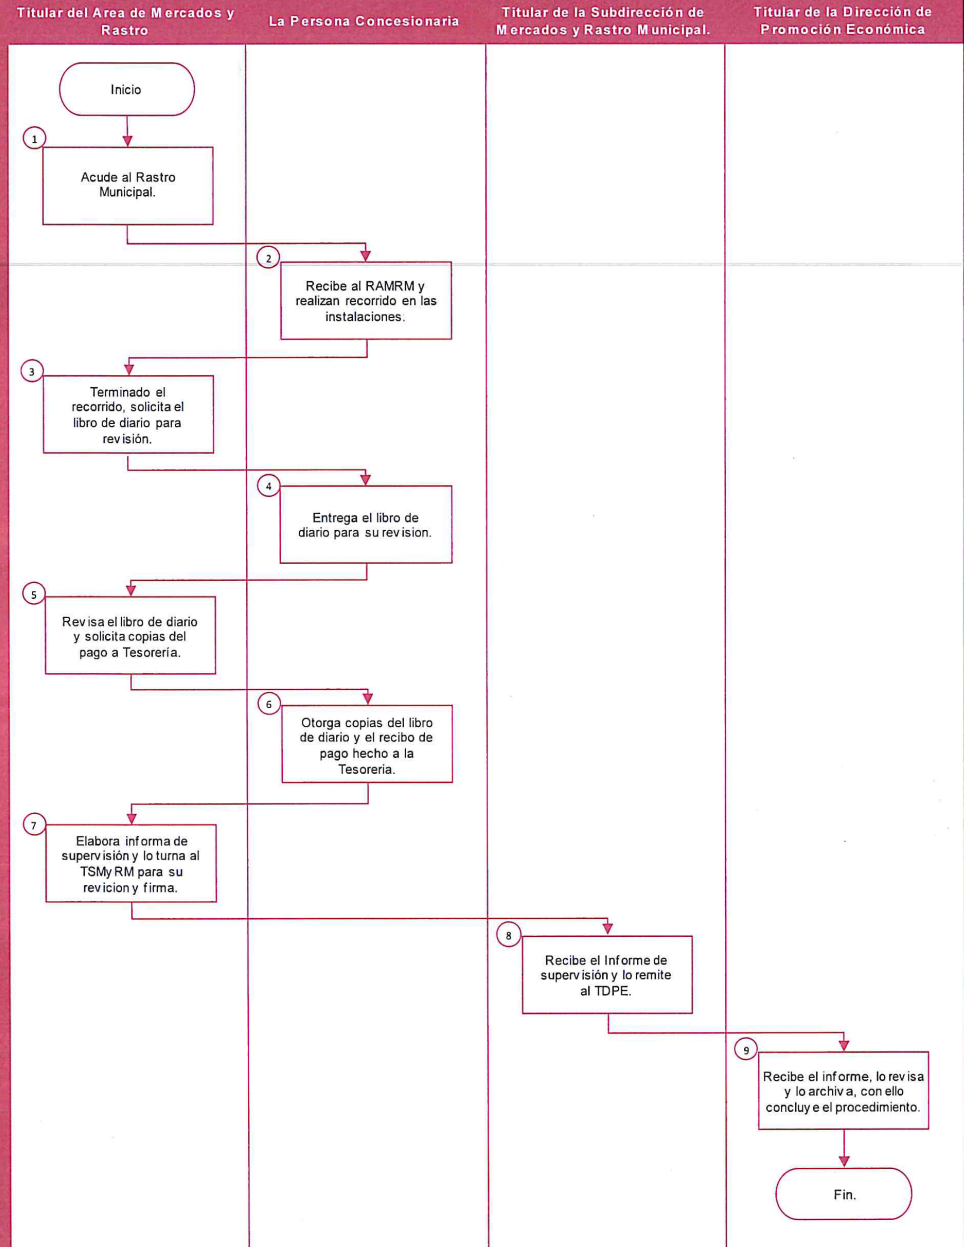 Titular del Area de Mercados y
Rastro
La Persona Concesionaria
Titular de la Subdirección de
Mercados y Rastro Municipal.
Titular de la Dirección de
Promoción Económica
Inicio
1
Acude al Rastro
Municipal.
2
Recibe al RAMRM y
realizan recorrido en las
instalaciones.
3
Terminado el
recorrido, solicita el
libro de diario para
revisión.
4
Entrega el libro de
diario para su revision.
5
Revisa el libro de diario
y solicita copias del
pago a Tesorería.
6
Otorga copias del libro
de diario y el recibo de
pago hecho a la
Tesoreria.
7
Elabora informa de
supervisión y lo turna al
TSMyRM para su
revicion y firma.
8
Recibe el Informe de
supervisión y lo remite
al TDPE.
9
Recibe el informe, lo revisa
y lo archiva, con ello
concluye el procedimiento.
Fin.